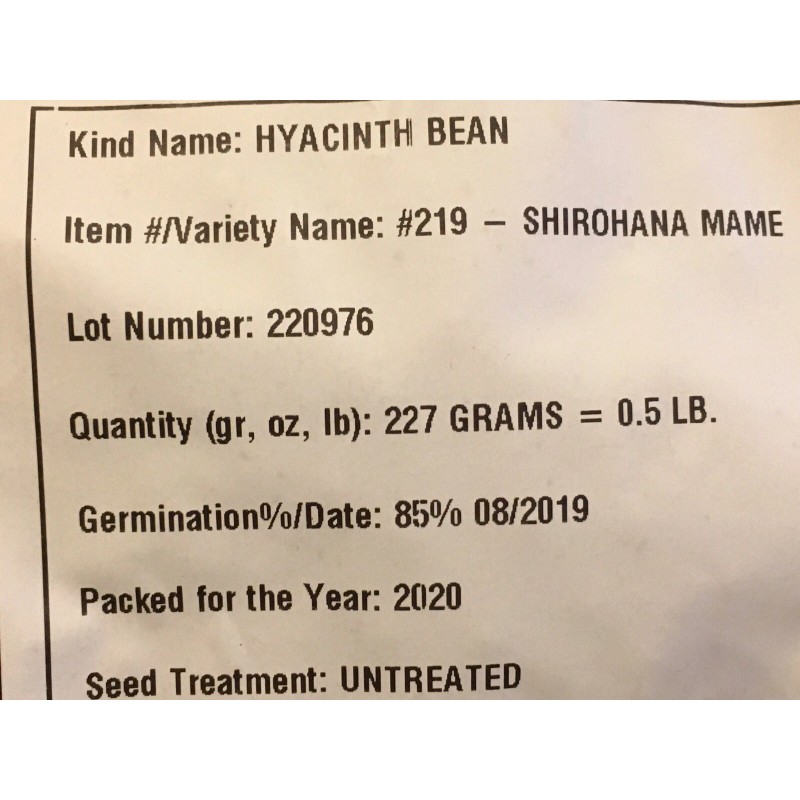 Kind Name: HYACINTH BEAN
Item #/Variety Name: #219 – SHIROHANA MAME
Lot Number: 220976
Quantity (gr, oz, lb): 227 GRAMS = 0.5 LB.
Germination%/Date: 85% 08/2019
Packed for the Year: 2020
Seed Treatment: UNTREATED